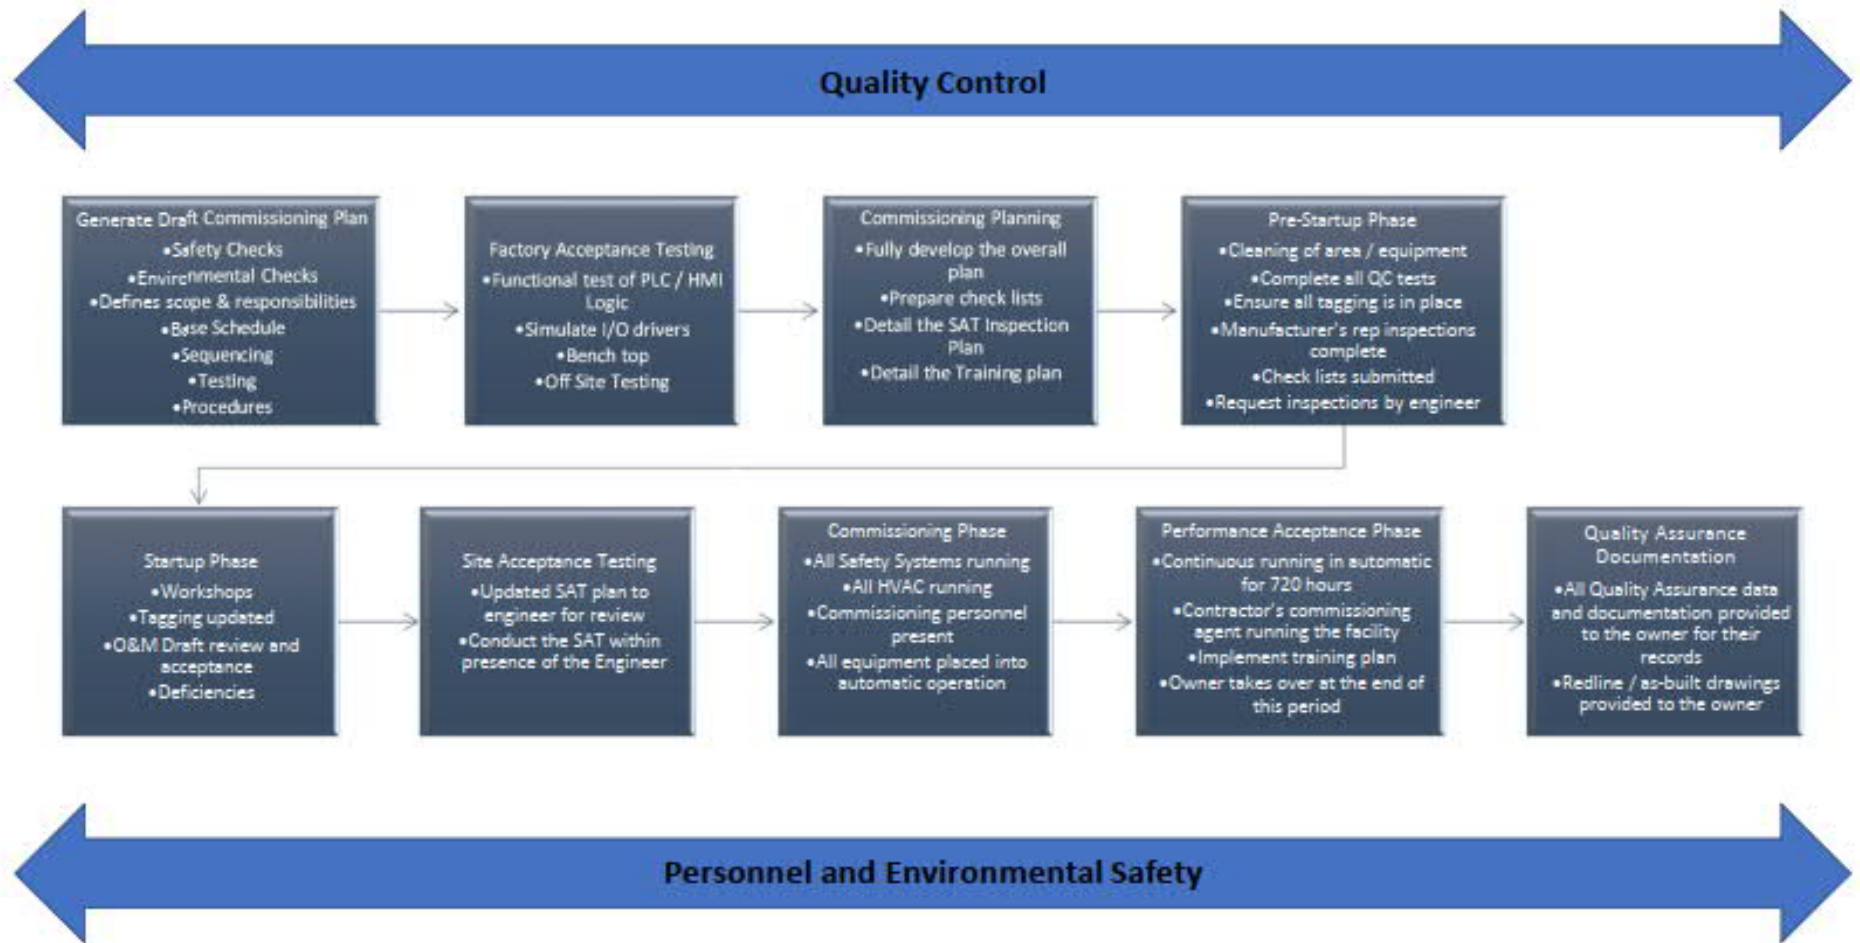 Quality Control
Generate Draft Commissioning Plan
•Safety Checks
•Environmental Checks
•Defines scope & responsibilities
•Base Schedule
•Sequencing
•Testing
•Procedures
Factory Acceptance Testing
•Functional test of PLC / HMI
Logic
•Simulate I/O drivers
•Bench top
•Off Site Testing
Commissioning Planning
•Fully develop the overall
plan
•Prepare check lists
•Detail the SAT Inspection
Plan
•Detail the Training plan
Pre-Startup Phase
•Cleaning of area / equipment
•Complete all QC tests
•Ensure all tagging is in place
•Manufacturer's rep inspections
complete
•Check lists submitted
•Request inspections by engineer
Startup Phase
•Workshops
•Tagging updated
•O&M Draft review and
acceptance
•Deficiencies
Site Acceptance Testing
•Updated SAT plan to
engineer for review
•Conduct the SAT within
presence of the Engineer
Commissioning Phase
•All Safety Systems running
•All HVAC running
•Commissioning personnel
present
•All equipment placed into
automatic operation
Performance Acceptance Phase
•Continuous running in automatic
for 720 hours
•Contractor's commissioning
agent running the facility
•Implement training plan
•Owner takes over at the end of
this period
Quality Assurance
Documentation
•All Quality Assurance data
and documentation provided
to the owner for their
records
•Redline / as-built drawings
provided to the owner
Personnel and Environmental Safety